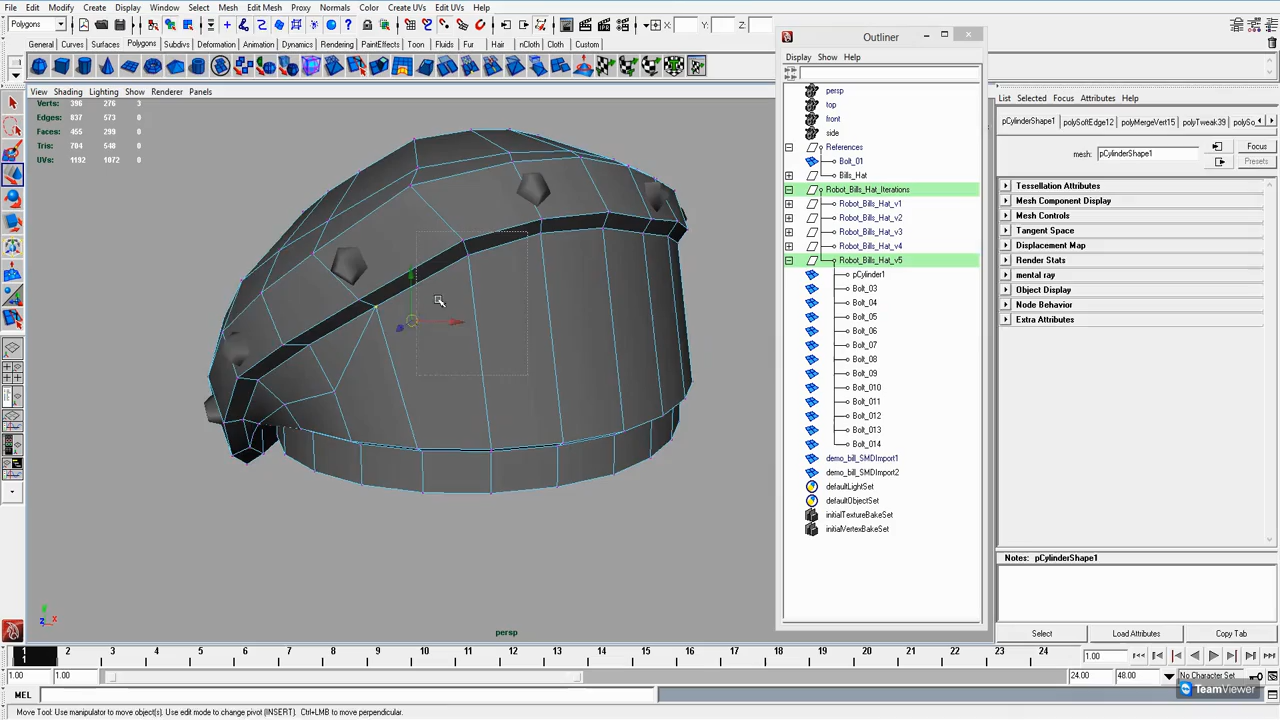 File Edit Modify Create Display Window Select Mesh Edit Mesh Proxy Normals Color Create UVs Edit UVs Help
Polygons X: Y: Z:
General Curves Surfaces Polygons Subdivs Deformation Animation Dynamics Rendering PaintEffects Toon Fluids Fur Hair nCloth Cloth Custom
View Shading Lighting Show Renderer Panels
Verts: 396 276 3
Edges: 837 573 0
Faces: 455 299 0
Tris: 704 548 0
UVs: 1192 1072 0
persp
Outliner
Display Show Help
persp
top
front
side
References
Bolt_01
Bills_Hat
Robot_Bills_Hat_Iterations
Robot_Bills_Hat_v1
Robot_Bills_Hat_v2
Robot_Bills_Hat_v3
Robot_Bills_Hat_v4
Robot_Bills_Hat_v5
pCylinder1
Bolt_03
Bolt_04
Bolt_05
Bolt_06
Bolt_07
Bolt_08
Bolt_09
Bolt_010
Bolt_011
Bolt_012
Bolt_013
Bolt_014
demo_bill_SMDImport1
demo_bill_SMDImport2
defaultLightSet
defaultObjectSet
initialTextureBakeSet
initialVertexBakeSet
List Selected Focus Attributes Help
pCylinderShape1 polySoftEdge12 polyMergeVert15 polyTweak39 polySo
mesh: pCylinderShape1
Focus
Presets
Tessellation Attributes
Mesh Component Display
Mesh Controls
Tangent Space
Displacement Map
Render Stats
mental ray
Object Display
Node Behavior
Extra Attributes
Notes: pCylinderShape1
Select Load Attributes Copy Tab
1 2 3 4 5 6 7 8 9 10 11 12 13 14 15 16 17 18 19 20 21 22 23 24 1.00
1
1.00 1.00 24.00 48.00 No Character Set
TeamViewer
MEL
Move Tool: Use manipulator to move object(s). Use edit mode to change pivot (INSERT). Ctrl+LMB to move perpendicular.